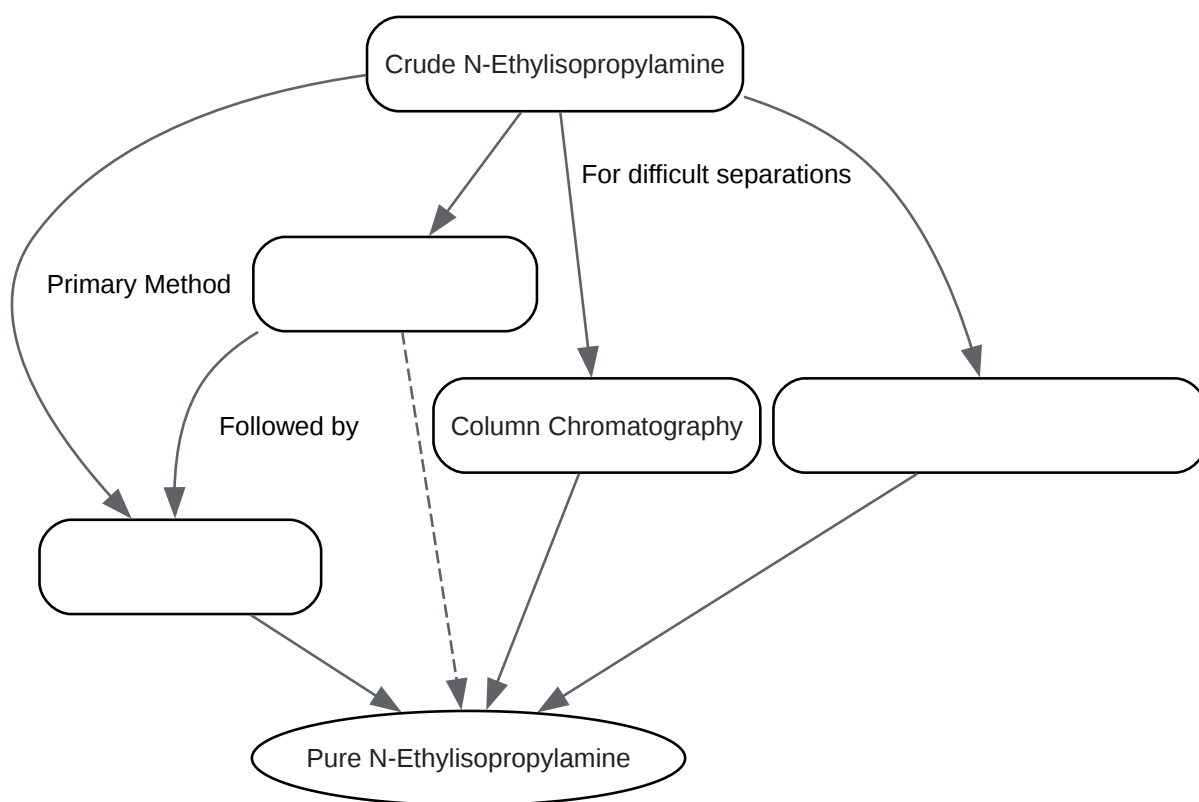 Crude N-Ethylisopropylamine
For difficult separations
Primary Method
Followed by
Column Chromatography
Pure N-Ethylisopropylamine